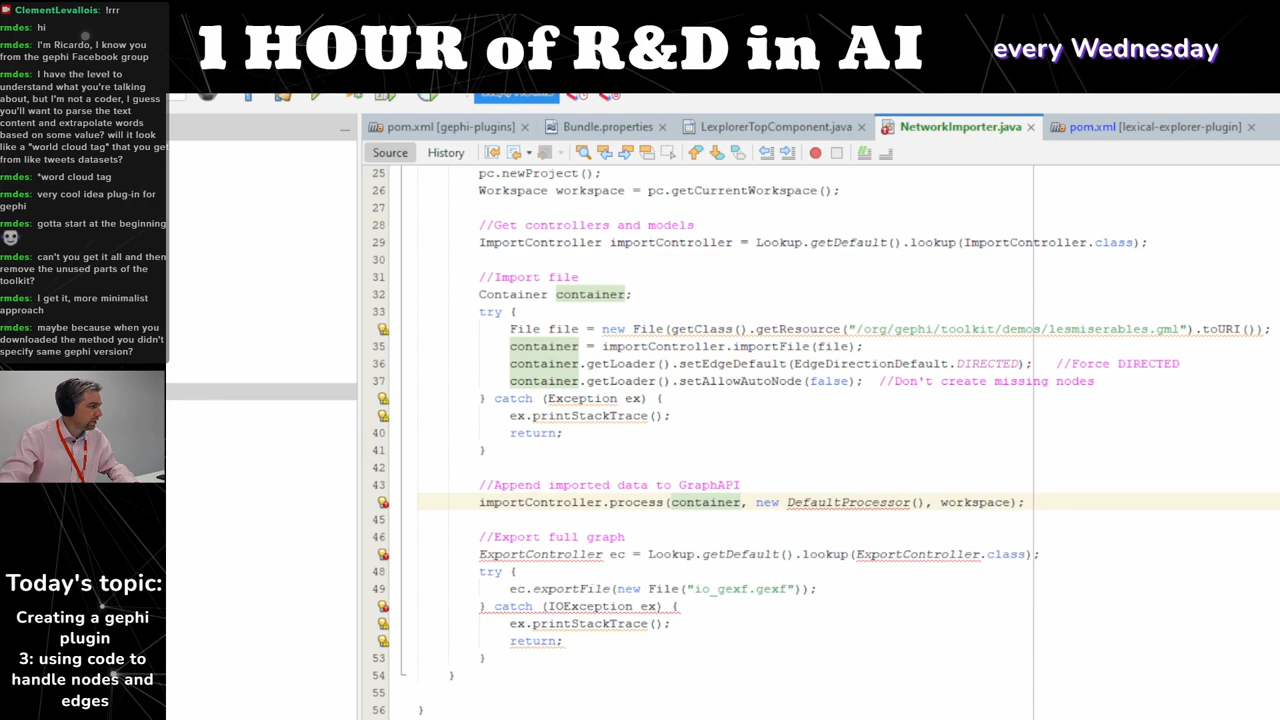 ClementLevallois: !rrr
rmdes: hi
rmdes: I'm Ricardo, I know you
from the gephi Facebook group
rmdes: I have the level to
understand what you're talking
about, but I'm not a coder, I guess
you'll want to parse the text
content and extrapolate words
based on some value? will it look
like a "world cloud tag" that you get
from like tweets datasets?
rmdes: *word cloud tag
rmdes: very cool idea plug-in for
gephi
rmdes: gotta start at the beginning
rmdes: can't you get it all and then
remove the unused parts of the
toolkit?
rmdes: I get it, more minimalist
approach
rmdes: maybe because when you
downloaded the method you didn't
specify same gephi version?
1 HOUR of R&D in AI
every Wednesday
pom.xml [gephi-plugins]
Bundle.properties
LexplorerTopComponent.java
NetworkImporter.java
pom.xml [lexical-explorer-plugin]
Source
History
25 pc.newProject();
26 Workspace workspace = pc.getCurrentWorkspace();
27
28 //Get controllers and models
29 ImportController importController = Lookup.getDefault().lookup(ImportController.class);
30
31 //Import file
32 Container container;
33 try {
File file = new File(getClass().getResource("/org/gephi/toolkit/demos/lesmiserables.gml").toURI());
35 container = importController.importFile(file);
36 container.getLoader().setEdgeDefault(EdgeDirectionDefault.DIRECTED); //Force DIRECTED
37 container.getLoader().setAllowAutoNode(false); //Don't create missing nodes
} catch (Exception ex) {
ex.printStackTrace();
40 return;
41 }
42
43 //Append imported data to GraphAPI
importController.process(container, new DefaultProcessor(), workspace);
45
46 //Export full graph
ExportController ec = Lookup.getDefault().lookup(ExportController.class);
48 try {
49 ec.exportFile(new File("io_gexf.gexf"));
} catch (IOException ex) {
ex.printStackTrace();
return;
53 }
54 }
55
56 }
Today's topic:
Creating a gephi
plugin
3: using code to
handle nodes and
edges